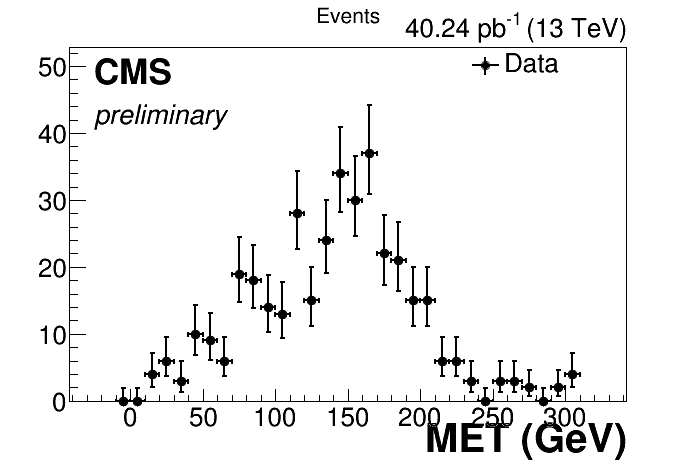 Events
40.24 pb-1 (13 TeV)
CMS
preliminary
Data
50
40
30
20
10
0
0 50 100 150 200 250 300
MET (GeV)